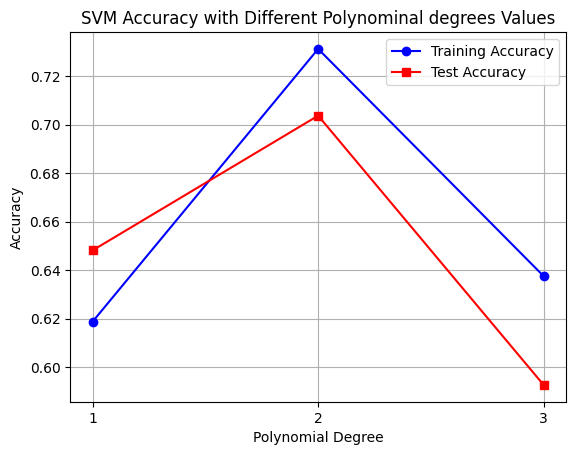 SVM Accuracy with Different Polynominal degrees Values
Training Accuracy
Test Accuracy
Accuracy
0.72
0.70
0.68
0.66
0.64
0.62
0.60
1
2
3
Polynomial Degree